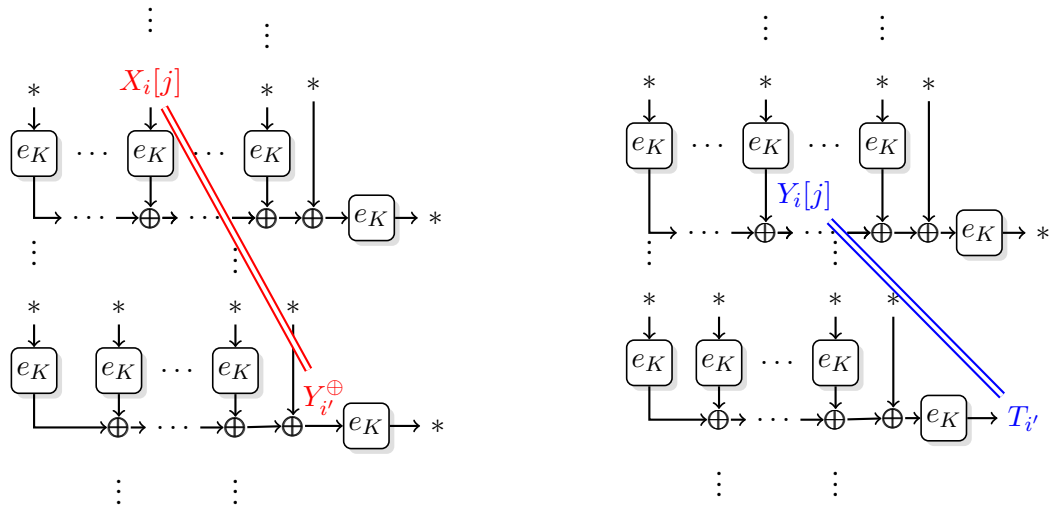 ⋮ ⋮
X_i[j]
* * *
e_K ⋯ e_K ⋯ e_K
⊕ ⊕ ⊕ e_K *
⋯ ⋯
⋮ ⋮
* * * *
e_K e_K ⋯ e_K
Y_{i'}^⊕
⊕ ⋯ ⊕ ⊕ e_K *
⋮ ⋮
⋮ ⋮
* * * *
e_K ⋯ e_K ⋯ e_K
Y_i[j]
⋯ ⊕ ⋯ ⊕ ⊕ e_K *
⋮ ⋮
* * * *
e_K e_K ⋯ e_K
⊕ ⋯ ⊕ ⊕ e_K T_{i'}
⋮ ⋮